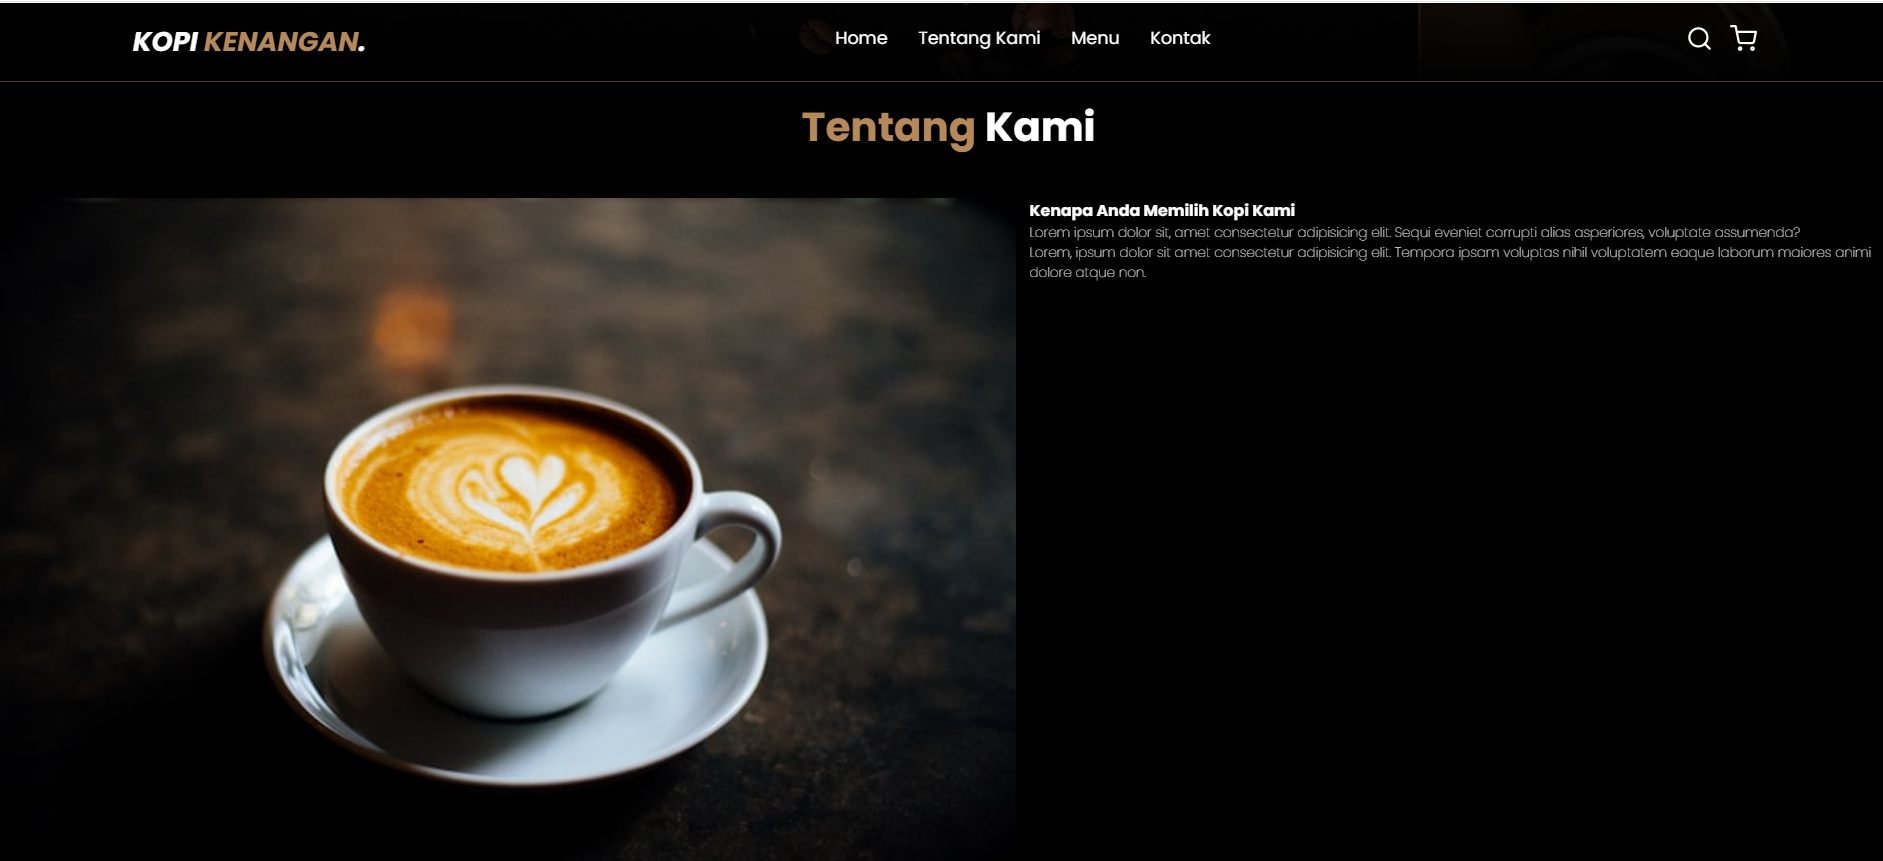 KOPI KENANGAN.
Home Tentang Kami Menu Kontak
Tentang Kami
Kenapa Anda Memilih Kopi Kami
Lorem ipsum dolor sit, amet consectetur adipisicing elit. Sequi eveniet corrupti alias asperiores, voluptate assumenda?
Lorem, ipsum dolor sit amet consectetur adipisicing elit. Tempora ipsam voluptas nihil voluptatem eaque laborum maiores animi
dolore atque non.